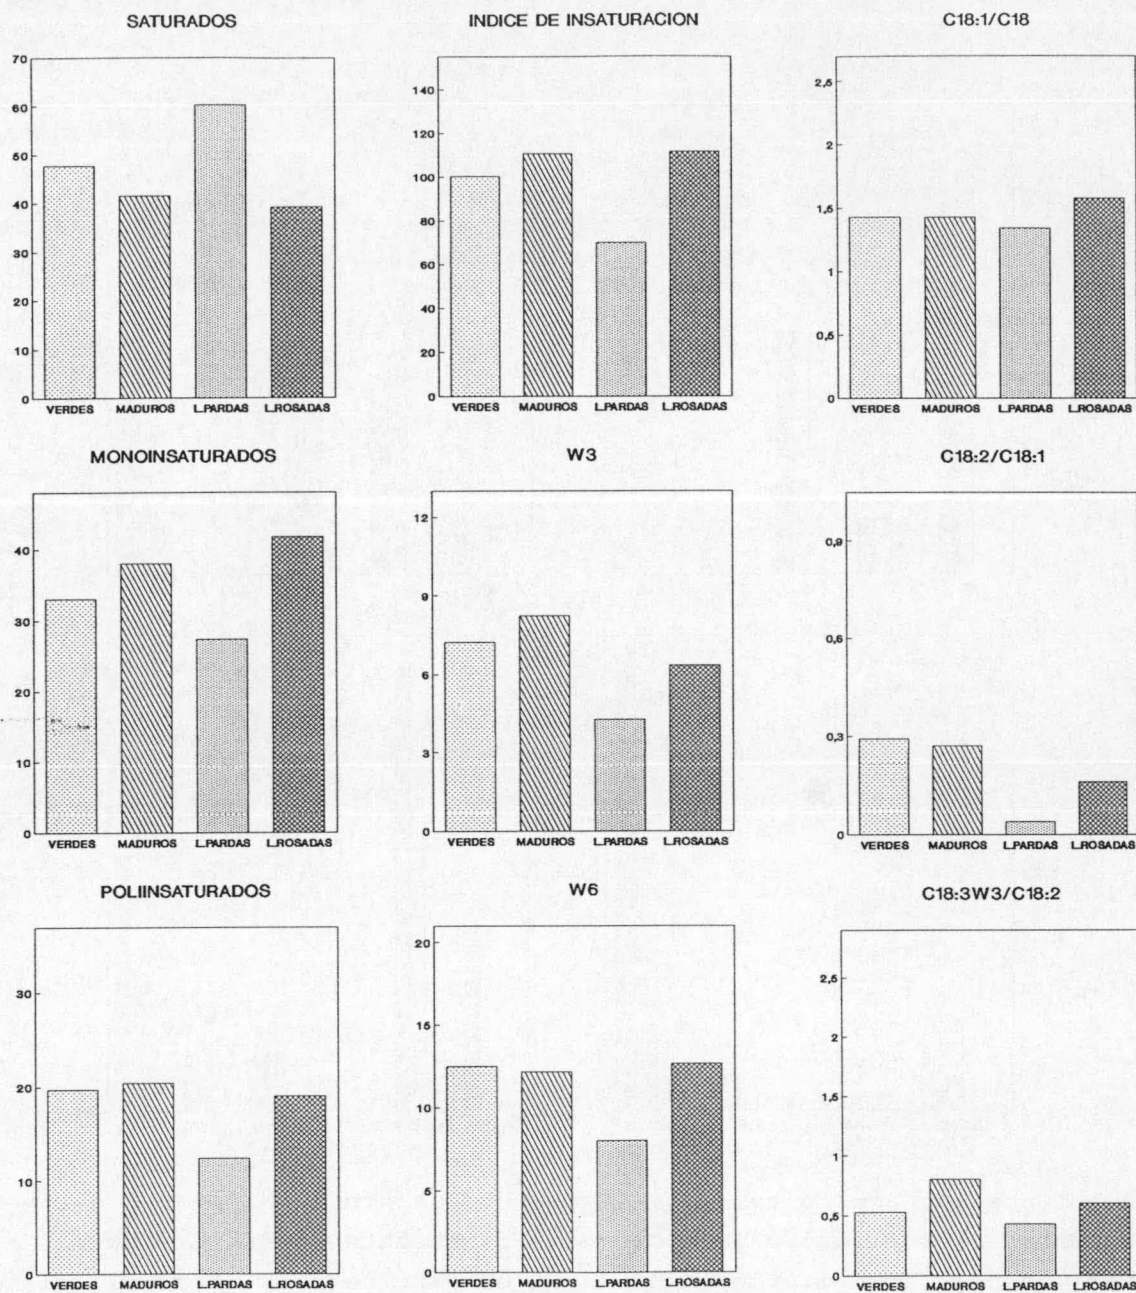 SATURADOS
70
60
50
40
30
20
10
0
VERDES MADUROS L.PARDAS L.ROSADAS
INDICE DE INSATURACION
140
120
100
80
60
40
20
0
VERDES MADUROS L.PARDAS L.ROSADAS
C18:1/C18
2,5
2
1,5
1
0,5
0
VERDES MADUROS L.PARDAS L.ROSADAS
MONOINSATURADOS
40
30
20
10
0
VERDES MADUROS L.PARDAS L.ROSADAS
W3
12
9
6
3
0
VERDES MADUROS L.PARDAS L.ROSADAS
C18:2/C18:1
0,9
0,6
0,3
0
VERDES MADUROS L.PARDAS L.ROSADAS
POLIINSATURADOS
30
20
10
0
VERDES MADUROS L.PARDAS L.ROSADAS
W6
20
15
10
5
0
VERDES MADUROS L.PARDAS L.ROSADAS
C18:3W3/C18:2
2,5
2
1,5
1
0,5
0
VERDES MADUROS L.PARDAS L.ROSADAS